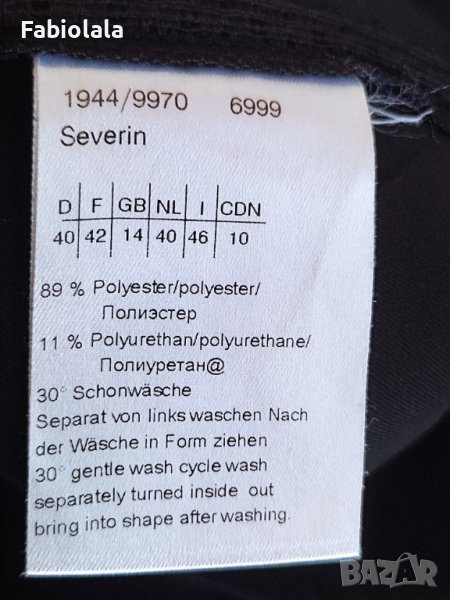 Fabiolala
1944/9970 6999
Severin
D F GB NL I CDN
40 42 14 40 46 10
89 % Polyester/polyester/
Полиэстер
11 % Polyurethan/polyurethane/
Полиуретан@
30° Schonwäsche
Separat von links waschen Nach
der Wäsche in Form ziehen
30° gentle wash cycle wash
separately turned inside out
bring into shape after washing.
BAZAR